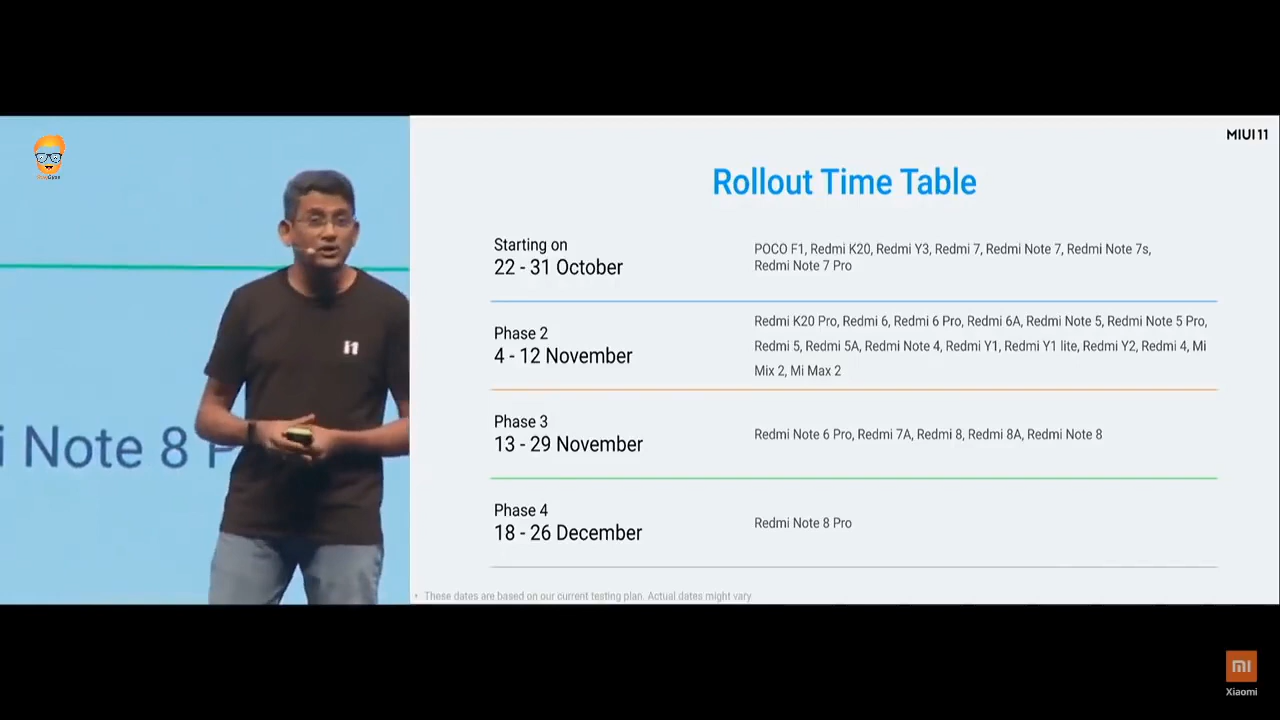 MIUI 11
Rollout Time Table
Starting on
22 - 31 October
POCO F1, Redmi K20, Redmi Y3, Redmi 7, Redmi Note 7, Redmi Note 7s,
Redmi Note 7 Pro
Phase 2
4 - 12 November
Redmi K20 Pro, Redmi 6, Redmi 6 Pro, Redmi 6A, Redmi Note 5, Redmi Note 5 Pro,
Redmi 5, Redmi 5A, Redmi Note 4, Redmi Y1, Redmi Y1 lite, Redmi Y2, Redmi 4, Mi
Mix 2, Mi Max 2
Phase 3
13 - 29 November
Redmi Note 6 Pro, Redmi 7A, Redmi 8, Redmi 8A, Redmi Note 8
Phase 4
18 - 26 December
Redmi Note 8 Pro
• These dates are based on our current testing plan. Actual dates might vary
i Note 8 P
11
mi
Xiaomi